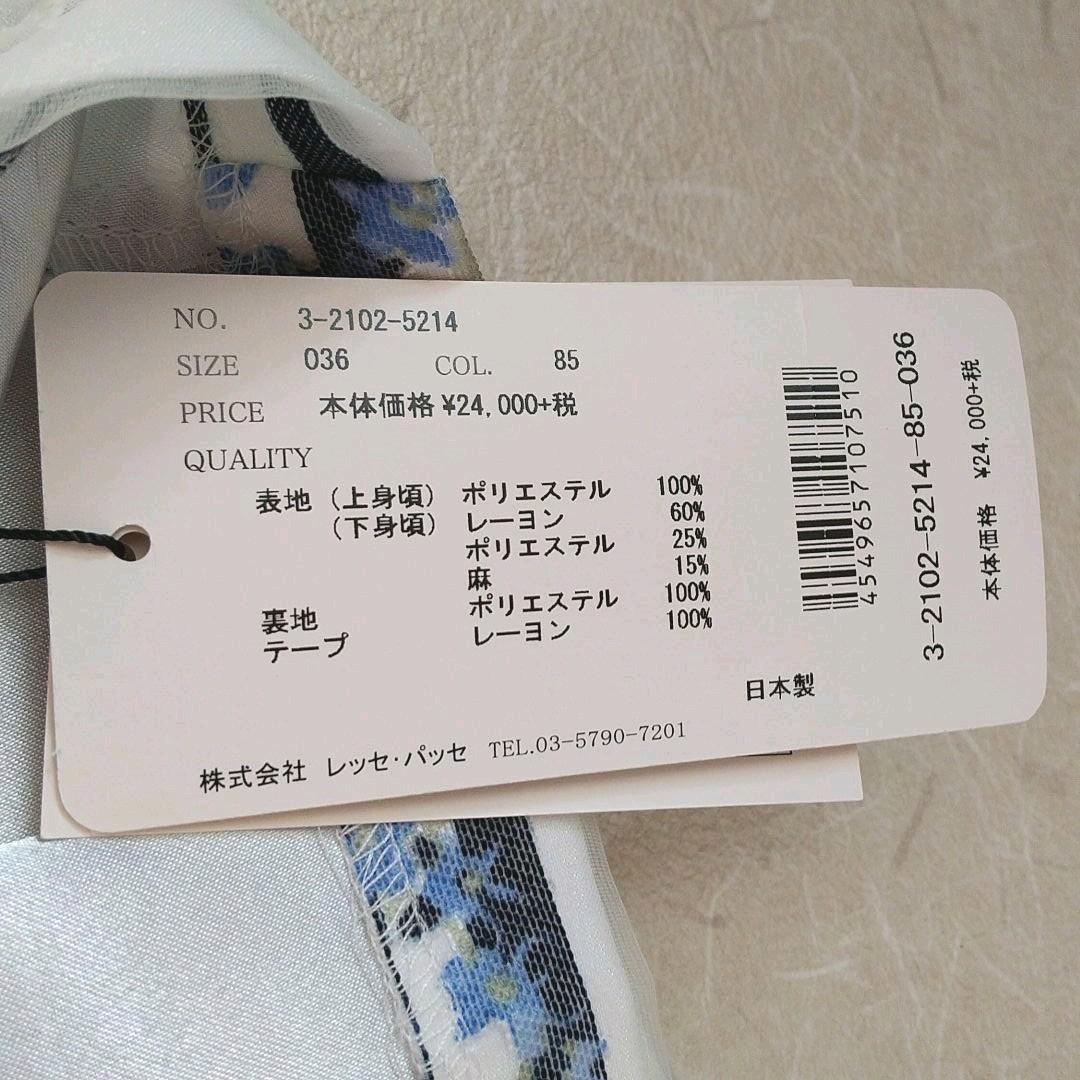 NO. 3-2102-5214
SIZE 036 COL. 85
PRICE 本体価格 ¥24,000+税
QUALITY
表地 (上身頃) ポリエステル 100%
(下身頃) レーヨン 60%
ポリエステル 25%
麻 15%
裏地 ポリエステル 100%
テープ レーヨン 100%
日本製
株式会社 レッセ・パッセ TEL.03-5790-7201
4549657107510
3-2102-5214-85-036
本体価格 ¥24,000+税